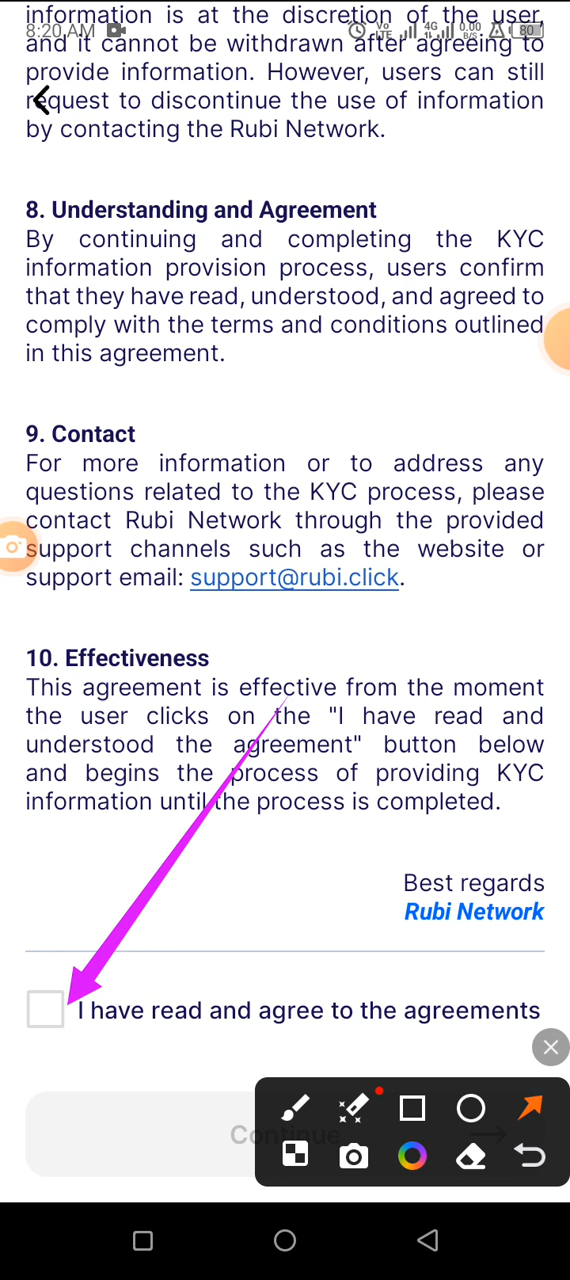 information is at the discretion of the user,
8:20 AM VO LTE 4G 0.00 B/S 80
and it cannot be withdrawn after agreeing to
provide information. However, users can still
request to discontinue the use of information
by contacting the Rubi Network.
8. Understanding and Agreement
By continuing and completing the KYC
information provision process, users confirm
that they have read, understood, and agreed to
comply with the terms and conditions outlined
in this agreement.
9. Contact
For more information or to address any
questions related to the KYC process, please
contact Rubi Network through the provided
support channels such as the website or
support email: support@rubi.click.
10. Effectiveness
This agreement is effective from the moment
the user clicks on the "I have read and
understood the agreement" button below
and begins the process of providing KYC
information until the process is completed.
Best regards
Rubi Network
I have read and agree to the agreements
Continue